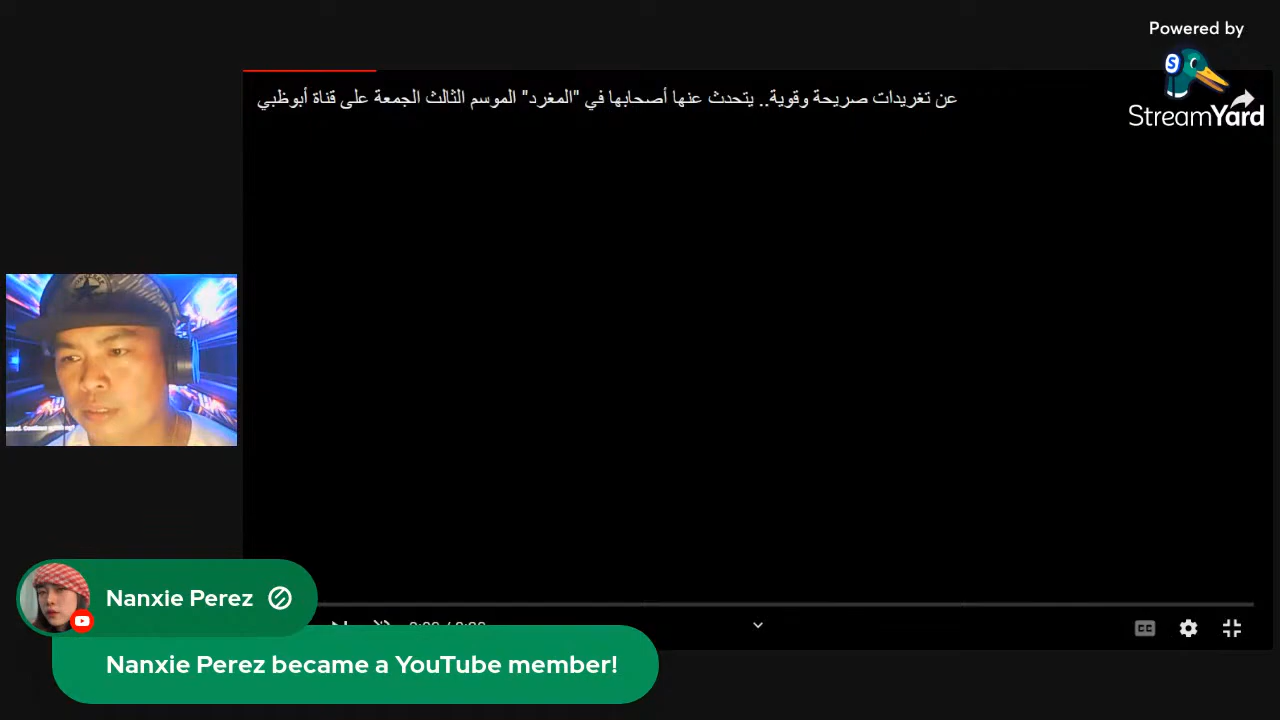 Powered by
StreamYard
عن تغريدات صريحة وقوية.. يتحدث عنها أصحابها في "المغرد" الموسم الثالث الجمعة على قناة أبوظبي
Nanxie Perez
Nanxie Perez became a YouTube member!
CC